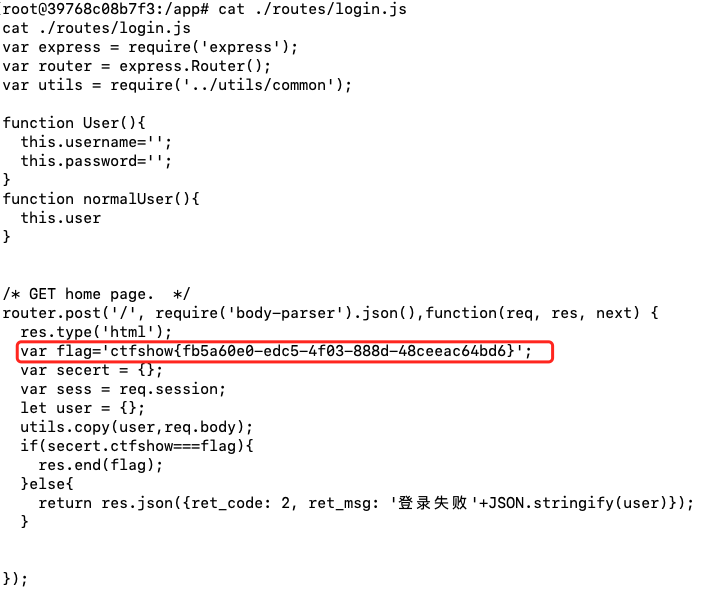 root@39768c08b7f3:/app# cat ./routes/login.js
cat ./routes/login.js
var express = require('express');
var router = express.Router();
var utils = require('../utils/common');
function User(){
  this.username='';
  this.password='';
}
function normalUser(){
  this.user
}
/* GET home page.  */
router.post('/', require('body-parser').json(),function(req, res, next) {
  res.type('html');
  var flag='ctfshow{fb5a60e0-edc5-4f03-888d-48ceeac64bd6}';
  var secert = {};
  var sess = req.session;
  let user = {};
  utils.copy(user,req.body);
  if(secert.ctfshow===flag){
    res.end(flag);
  }else{
    return res.json({ret_code: 2, ret_msg: '登录失败'+JSON.stringify(user)});
  }
});